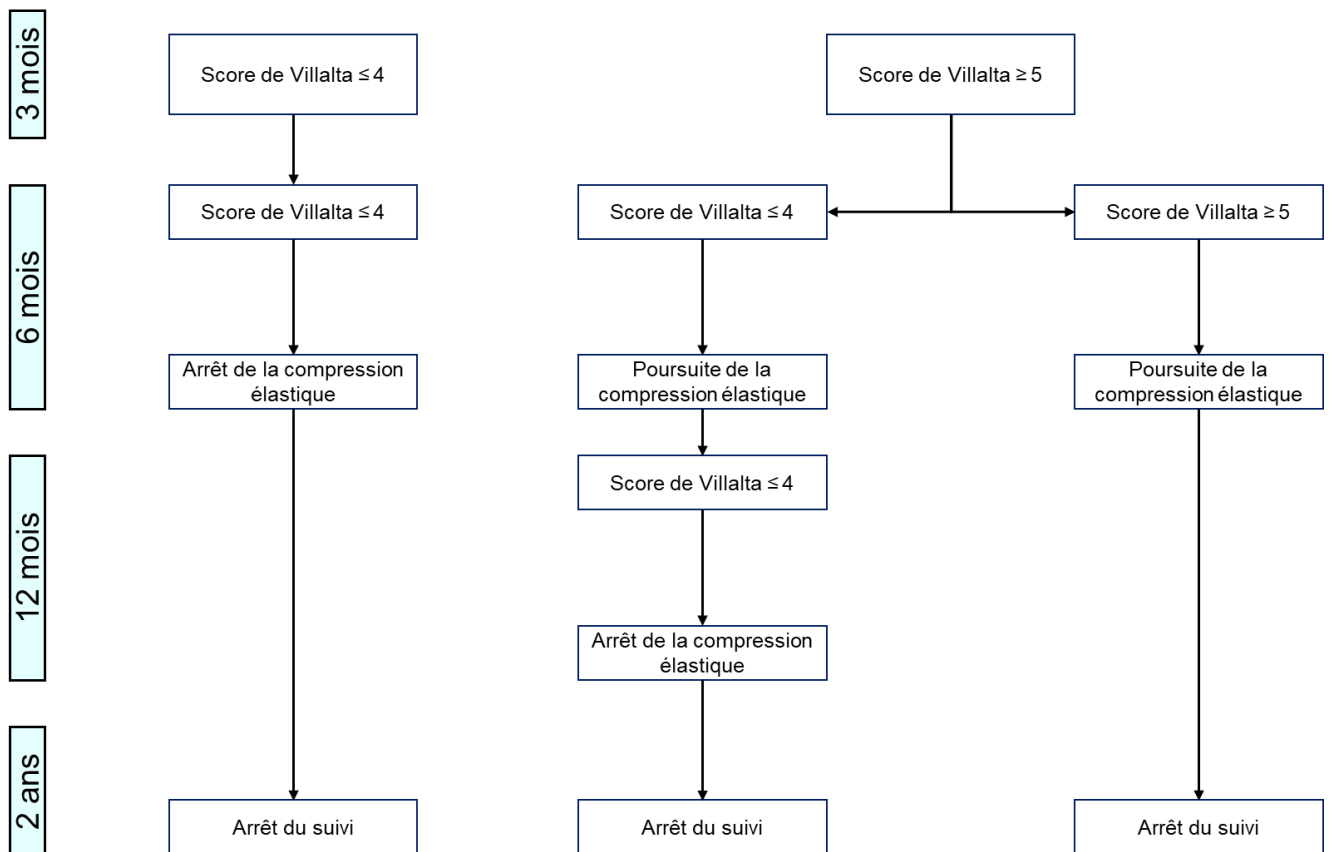 3 mois
Score de Villalta ≤ 4
Score de Villalta ≥ 5
6 mois
Score de Villalta ≤ 4
Score de Villalta ≤ 4
Score de Villalta ≥ 5
Arrêt de la compression
élastique
Poursuite de la
compression élastique
Poursuite de la
compression élastique
12 mois
Score de Villalta ≤ 4
Arrêt de la compression
élastique
2 ans
Arrêt du suivi
Arrêt du suivi
Arrêt du suivi